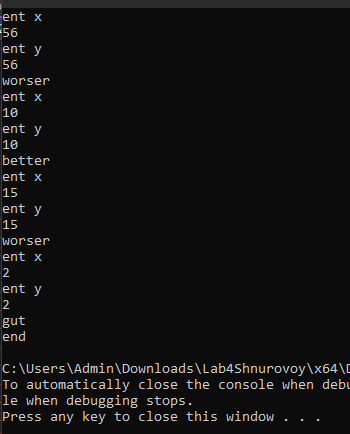 ent x
56
ent y
56
worser
ent x
10
ent y
10
better
ent x
15
ent y
15
worser
ent x
2
ent y
2
gut
end
C:\Users\Admin\Downloads\Lab4Shnurovoy\x64\D
To automatically close the console when debu
le when debugging stops.
Press any key to close this window . . .